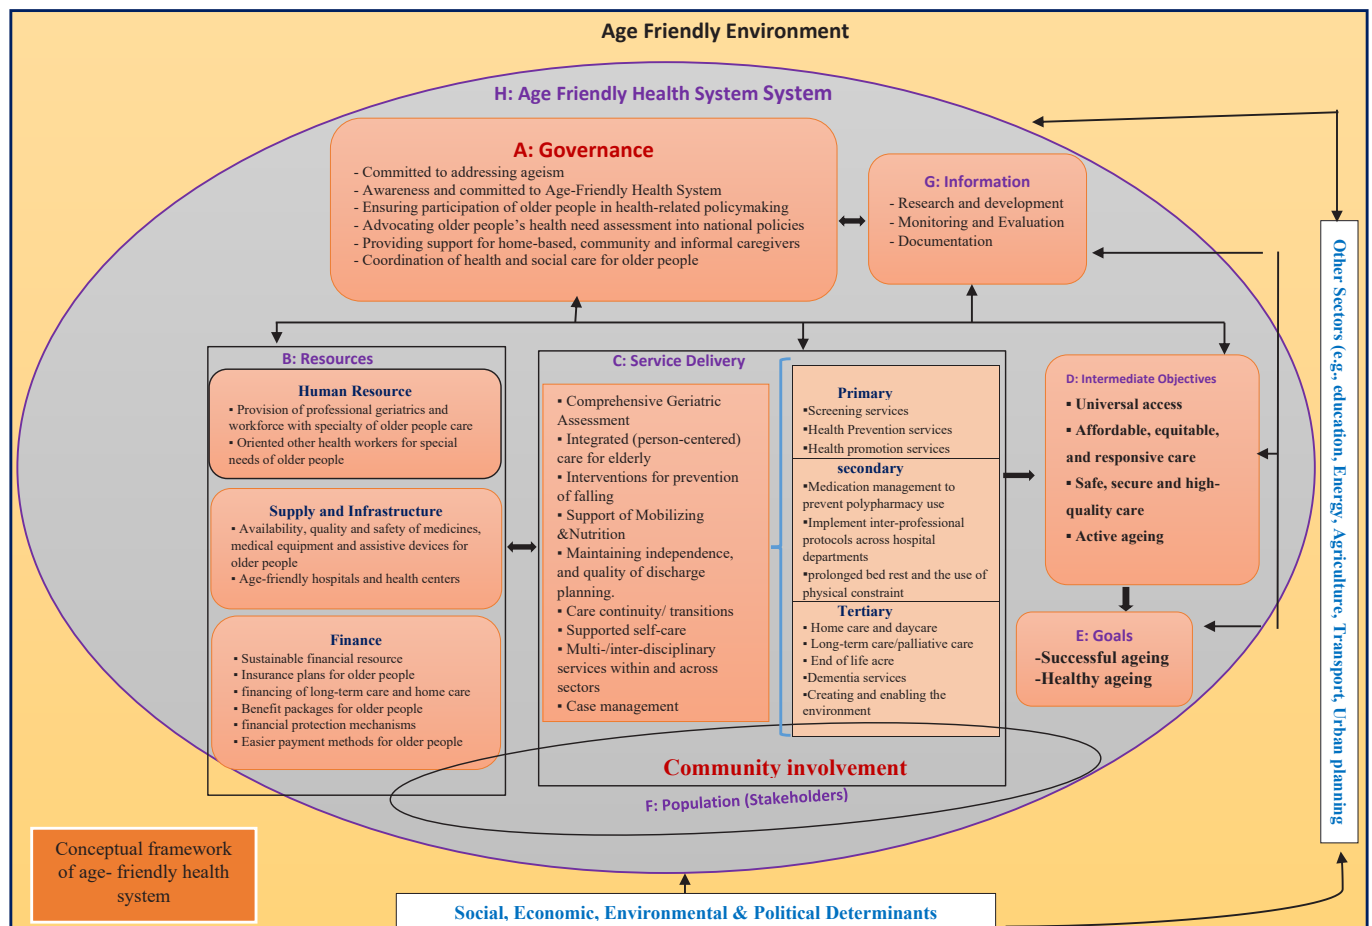 Age Friendly Environment
H: Age Friendly Health System System
A: Governance
- Committed to addressing ageism
- Awareness and committed to Age-Friendly Health System
- Ensuring participation of older people in health-related policymaking
- Advocating older people's health need assessment into national policies
- Providing support for home-based, community and informal caregivers
- Coordination of health and social care for older people
G: Information
- Research and development
- Monitoring and Evaluation
- Documentation
B: Resources
Human Resource
▪ Provision of professional geriatrics and
workforce with specialty of older people care
▪ Oriented other health workers for special
needs of older people
Supply and Infrastructure
▪ Availability, quality and safety of medicines,
medical equipment and assistive devices for
older people
▪ Age-friendly hospitals and health centers
Finance
▪ Sustainable financial resource
▪ Insurance plans for older people
▪ financing of long-term care and home care
▪ Benefit packages for older people
▪ financial protection mechanisms
▪ Easier payment methods for older people
C: Service Delivery
▪ Comprehensive Geriatric
Assessment
▪ Integrated (person-centered)
care for elderly
▪ Interventions for prevention
of falling
▪ Support of Mobilizing
&Nutrition
▪ Maintaining independence,
and quality of discharge
planning.
▪ Care continuity/ transitions
▪ Supported self-care
▪ Multi-/inter-disciplinary
services within and across
sectors
▪ Case management
Primary
▪Screening services
▪Health Prevention services
▪Health promotion services
secondary
▪Medication management to
prevent polypharmacy use
▪Implement inter-professional
protocols across hospital
departments
▪prolonged bed rest and the use of
physical constraint
Tertiary
▪ Home care and daycare
▪ Long-term care/palliative care
▪ End of life acre
▪ Dementia services
▪Creating and enabling the
environment
D: Intermediate Objectives
▪ Universal access
▪ Affordable, equitable,
and responsive care
▪ Safe, secure and high-
quality care
▪ Active ageing
E: Goals
-Successful ageing
-Healthy ageing
Community involvement
F: Population (Stakeholders)
Other Sectors (e.g., education, Energy, Agriculture, Transport, Urban planning
Conceptual framework
of age- friendly health
system
Social, Economic, Environmental & Political Determinants